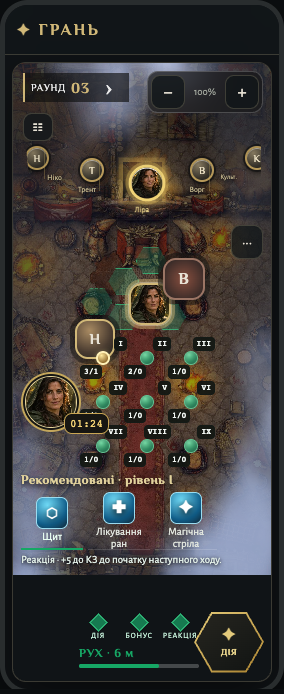 ГРАНЬ
РАУНД 03 ›
− 100% +
Н Т В К
Ніко Трент Ліра Ворг Культ.
...
В
Н
I II III
3/1 2/0 1/0
IV V VI
1/0 1/0
01:24
VII VIII IX
1/0 1/0 1/0
Рекомендовані · рівень I
Щит
Лікування ран
Магічна стріла
Реакція · +5 до КЗ до початку наступного ходу.
ДІЯ БОНУС РЕАКЦІЯ
РУХ · 6 м
ДІЯ